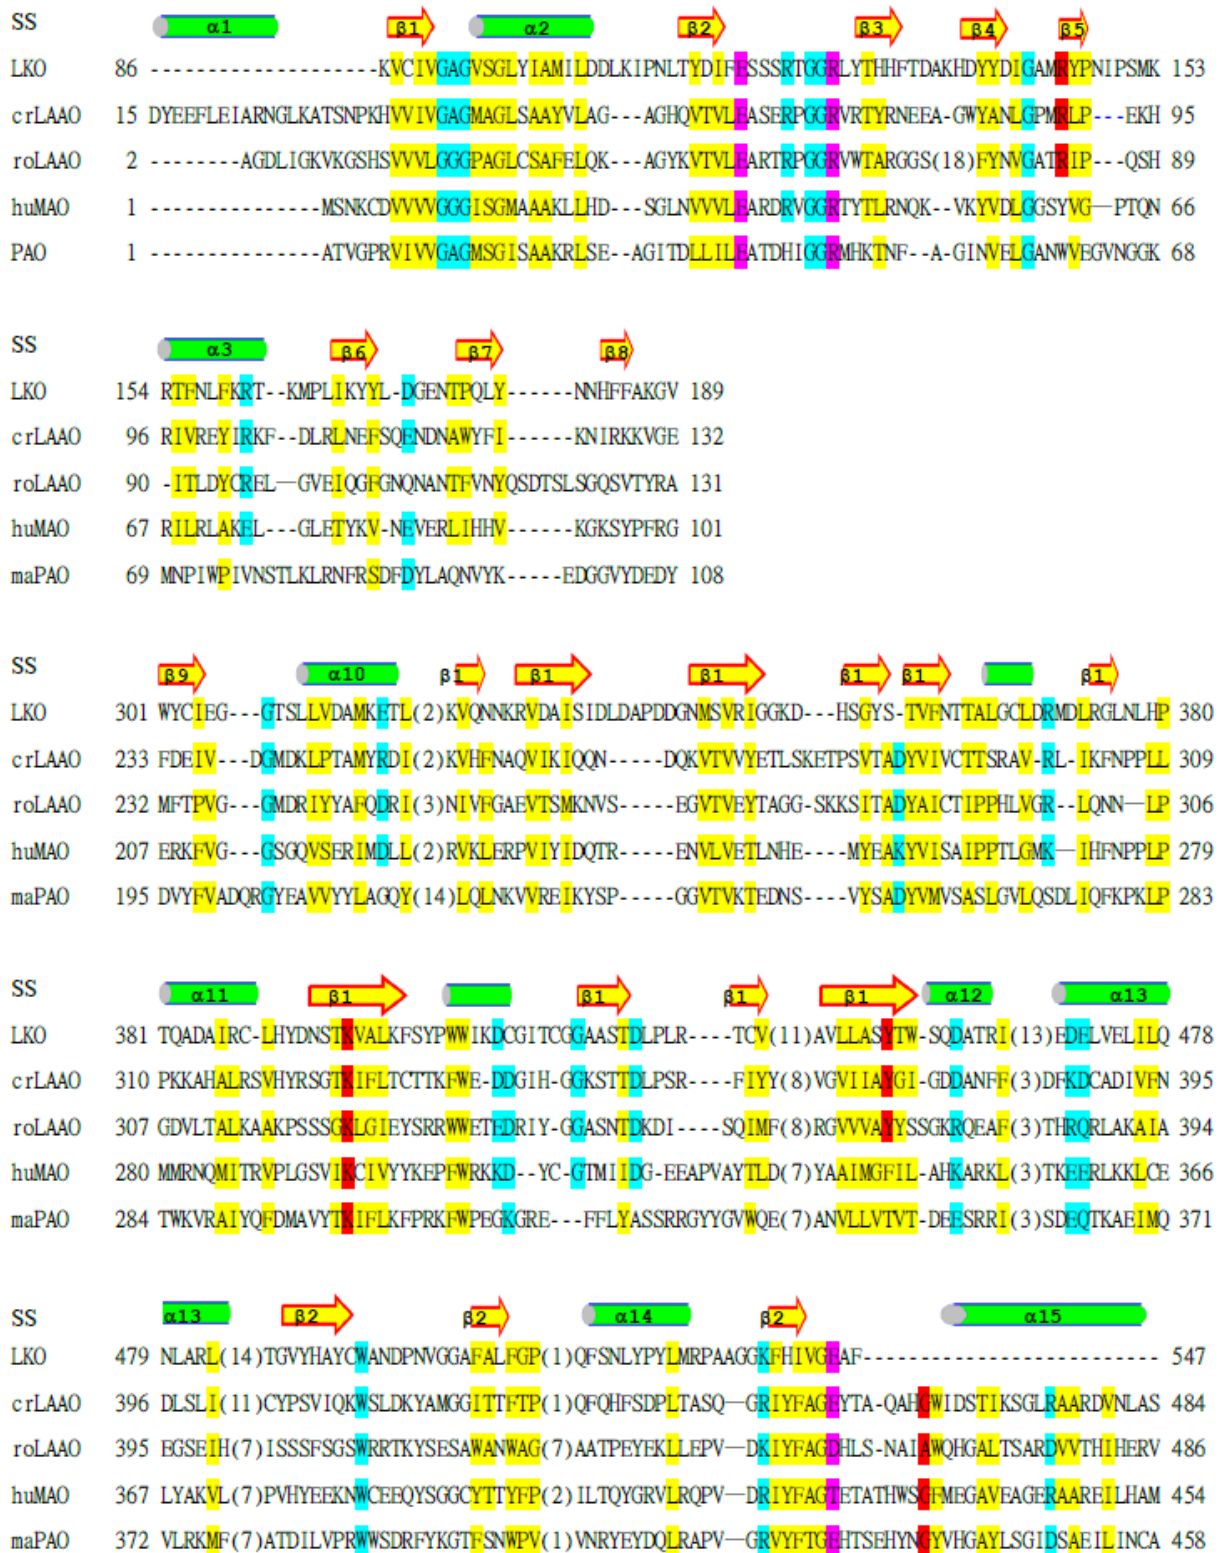 SS α1 β1 α2 β2 β3 β4 β5
LKO 86 -------------------KVCIVGAGVSGLYIAMILDDLKIPNLTYDIFESSSRTGGRLYTHHFTDAKHDYYDIGAMRYPNIPSMK 153
crLAAO 15 DYEEFLEIARNGLKATSNPKHVVIVGAGMAGLSAAYVLAG---AGHQVTVLEASERPGGRVRTYRNEEA-GWYANLGPMRLP---EKH 95
roLAAO 2 --------AGDLIGKVKGSHSVVVLGGGPAGLCSAFELQK---AGYKVTVLEARTRPGGRVWTARGGS(18)FYNVGATRIP---QSH 89
huMAO 1 ---------------MSNKCDVVVVGGGISGMAAAKLLHD---SGLNVVVLEARDRVGGRTYTLRNQK--VKYVDLGGSYVG—PTQN 66
PAO 1 ---------------ATVGPRVIVVGAGMSGISAAKRLSE--AGITDLLILEATDHIGGRMHKTNF--A-GINVELGANWVEGVNGGK 68
SS α3 β6 β7 β8
LKO 154 RTFNLFKRT--KMPLIKYYL-DGENTPQLY------NNHFFAKGV 189
crLAAO 96 RIVREYIRKF--DLRLNEFSQENDNAWYFI------KNIRKKVGE 132
roLAAO 90 -ITLDYCREL—GVEIQGFGNQNANTFVNYQSDTSLSGQSVTYRA 131
huMAO 67 RILRLAKEL---GLETYKV-NEVERLIHHV------KGKSYPFRG 101
maPAO 69 MNPIWPIVNSTLKLRNFRSDFDYLAQNVYK-----EDGGVYDEDY 108
SS β9 α10 β1 β1 β1 β1 β1 β1
LKO 301 WYCIEG---GTSLLVDAMKETL(2)KVQNNKRVDAISIDLDAPDDGNMSVRIGGKD---HSGYS-TVFNTTALGCLDRMDLRGLNLHP 380
crLAAO 233 FDEIV---DGMDKLPTAMYRDI(2)KVHFNAQVIKIQQN-----DQKVTVVYETLSKETPSVTADYVIVCTTSRAV-RL-IKFNPPLL 309
roLAAO 232 MFTPVG---GMDRIYYAFQDRI(3)NIVFGAEVTSMKNVS-----EGVTVEYTAGG-SKKSITADYAICTIPPHLVGR--LQNN—LP 306
huMAO 207 ERKFVG---GSGQVSERIMDLL(2)RVKLERPVIYIDQTR-----ENVLVETLNHE----MYEAKYVISAIPPTLGMK—IHFNPPLP 279
maPAO 195 DVYFVADQRGYEAVVYYLAGQY(14)LQLNKVVREIKYSP-----GGVTVKTEDNS----VYSADYVMVSASLGVLQSDLIQFKPKLP 283
SS α11 β1 β1 β1 β1 α12 α13
LKO 381 TQADAIRC-LHYDNSTKVALKFSYPWWIKDCGITCGGAASTDLPLR----TCV(11)AVLLASYTW-SQDATRI(13)EDELVELILQ 478
crLAAO 310 PKKAHALRSVHYRSGTKIFLTCTTKFWE-DDGIH-GGKSTTDLPSR----FIYY(8)VGVIIAYGI-GDDANFF(3)DFKDCADIVFN 395
roLAAO 307 GDVLTALKAAKPSSSGKLGIEYSRRWWETEDRIY-GGASNTDKDI----SQIMF(8)RGVVVAYYSSGKRQEAF(3)THRQRLAKAIA 394
huMAO 280 MMRNQMITRVPLGSVIKCIVYYKEPFWRKKD--YC-GTMIIDG-EEAPVAYTLD(7)YAAIMGFIL-AHKARKL(3)TKEERLKKLCE 366
maPAO 284 TWKVRAIYQFDMAVYTKIFLKFPRKFWPEGKGRE---FFLYASSRRGYYGVWQE(7)ANVLLVTVT-DEESRRI(3)SDEQTKAEIMQ 371
SS α13 β2 β2 α14 β2 α15
LKO 479 NLARL(14)TGVYHAYCWANDPNVGGAFALFGP(1)QFSNLYPYLMRPAAGGKFHIVGEAF------------------------- 547
crLAAO 396 DLSLI(11)CYPSVIQKWSLDKYAMGGITTFTP(1)QFQHFSDPLTASQ—GRIYFAGEYTA-QAHGWIDSTIKSGLRAARDVNLAS 484
roLAAO 395 EGSEIH(7)ISSSFSGSWRRTKYSESAWANWAG(7)AATPEYEKLLEPV—DKIYFAGDHLS-NAIAWQHGALTSARDVVTHIHERV 486
huMAO 367 LYAKVL(7)PVHYEEKNWCEEQYSGGCYTTYFP(2)ILTQYGRVLRQPV—DRIYFAGTETATHWSGFMEGAVEAGERAAREILHAM 454
maPAO 372 VLRKMF(7)ATDILVPRWWSDRFYKGTFSNWPV(1)VNRYEYDQLRAPV—GRVYFTGEHTSEHYNGYVHGAYLSGIDSAEILINCA 458